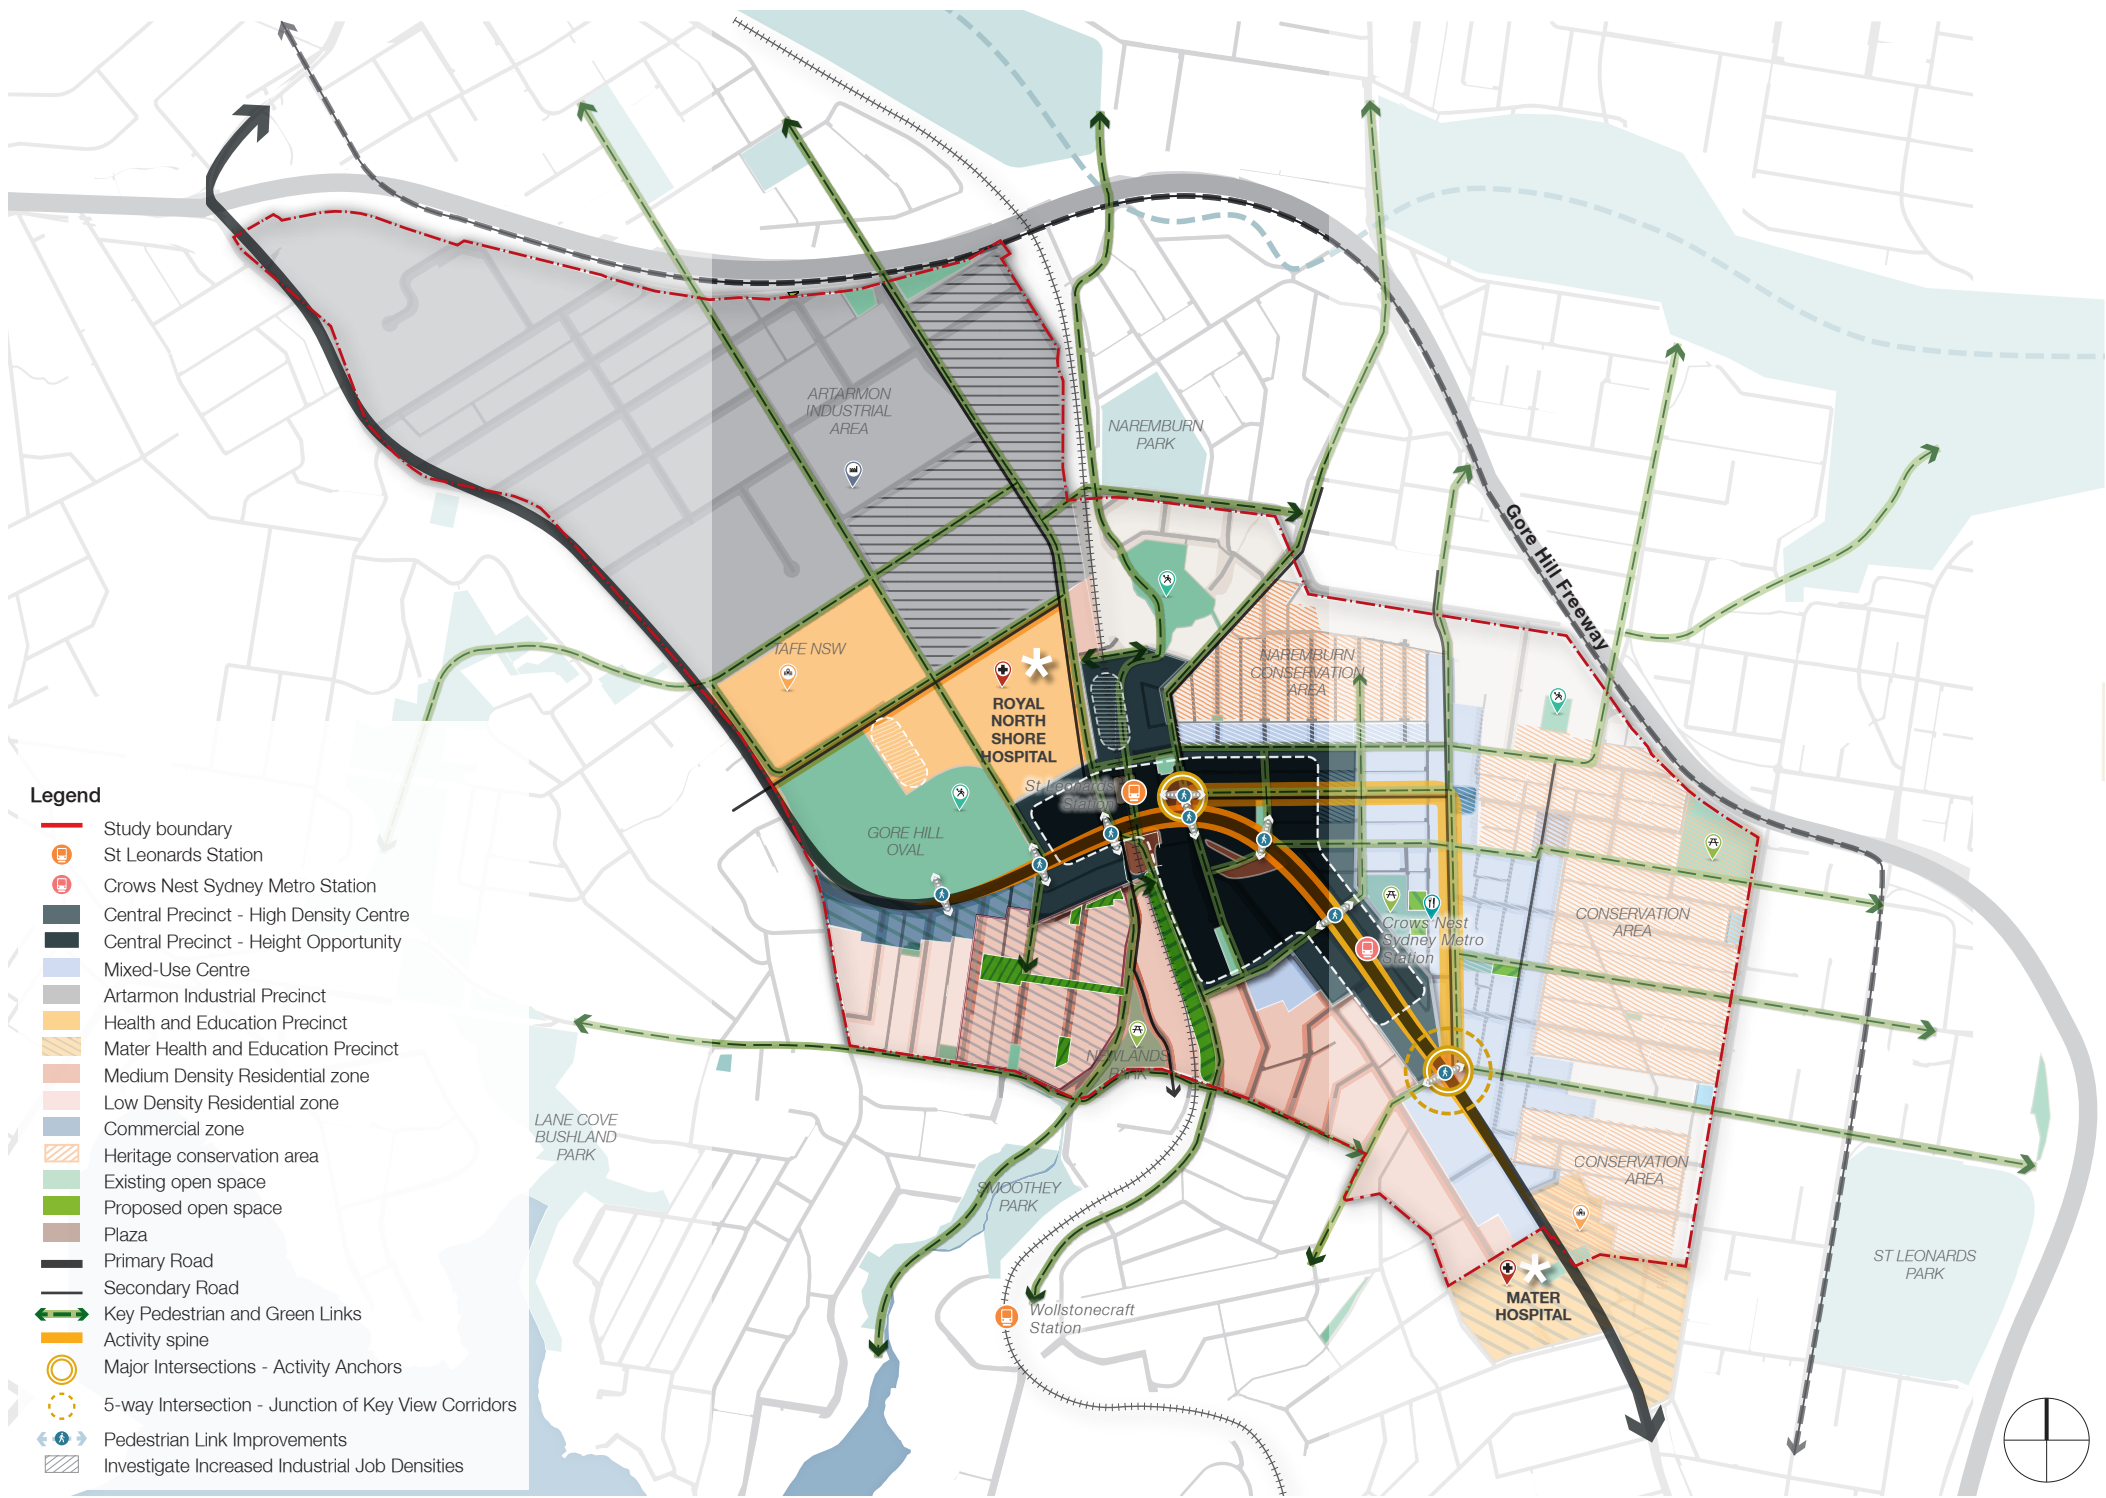 ARTARMON
INDUSTRIAL
AREA
NAREMBURN
PARK
Gore Hill Freeway
TAFE NSW
NAREMBURN
CONSERVATION
AREA
ROYAL
NORTH
SHORE
HOSPITAL
St Leonards
Station
GORE HILL
OVAL
Crows Nest
Sydney Metro
Station
CONSERVATION
AREA
NEWLANDS
PARK
LANE COVE
BUSHLAND
PARK
SMOOTHEY
PARK
CONSERVATION
AREA
ST LEONARDS
PARK
MATER
HOSPITAL
Wollstonecraft
Station
Legend
Study boundary
St Leonards Station
Crows Nest Sydney Metro Station
Central Precinct - High Density Centre
Central Precinct - Height Opportunity
Mixed-Use Centre
Artarmon Industrial Precinct
Health and Education Precinct
Mater Health and Education Precinct
Medium Density Residential zone
Low Density Residential zone
Commercial zone
Heritage conservation area
Existing open space
Proposed open space
Plaza
Primary Road
Secondary Road
Key Pedestrian and Green Links
Activity spine
Major Intersections - Activity Anchors
5-way Intersection - Junction of Key View Corridors
Pedestrian Link Improvements
Investigate Increased Industrial Job Densities